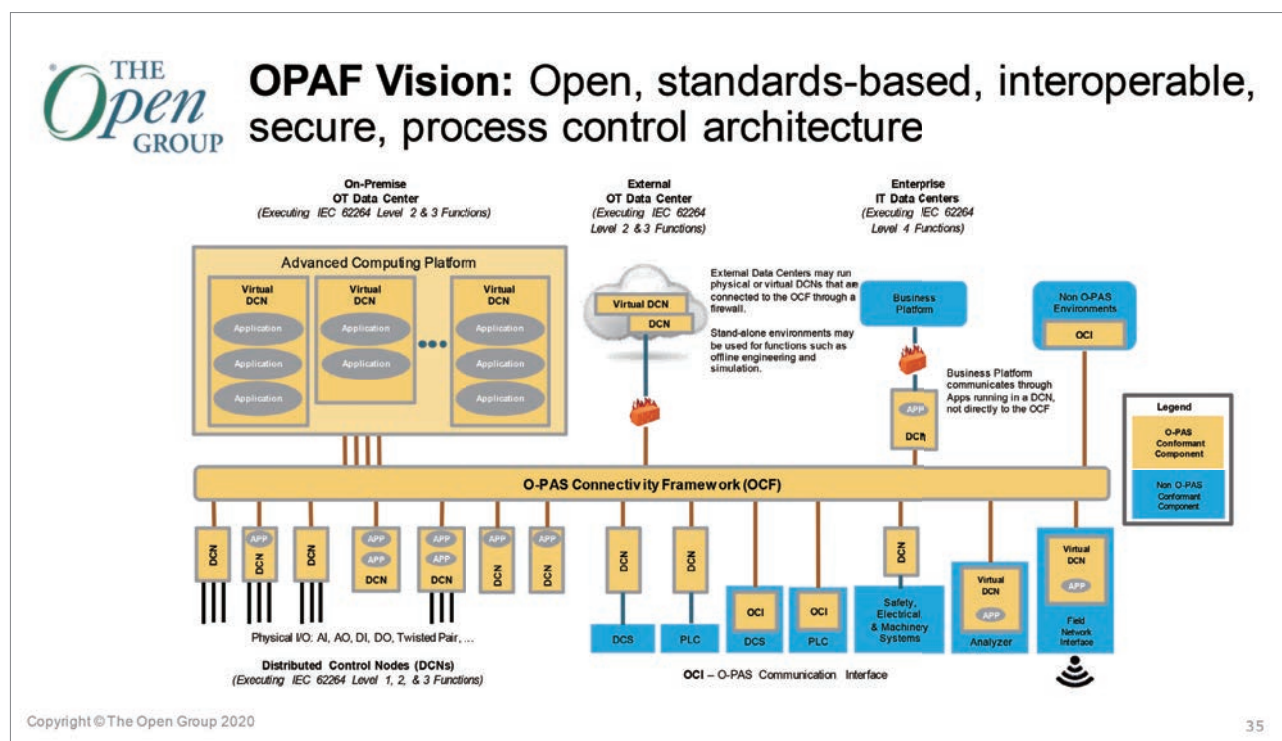 THE
Open
GROUP
OPAF Vision: Open, standards-based, interoperable,
secure, process control architecture
On-Premise
OT Data Center
(Executing IEC 62264 Level 2 & 3 Functions)
External
OT Data Center
(Executing IEC 62264
Level 2 & 3 Functions)
Enterprise
IT Data Centers
(Executing IEC 62264
Level 4 Functions)
Advanced Computing Platform
Virtual
DCN
Application
Application
Application
Virtual
DCN
Application
Application
Virtual
DCN
Application
Application
Application
Virtual DCN
DCN
External Data Centers may run
physical or virtual DCNs that are
connected to the OCF through a
firewall.
Stand-alone environments may
be used for functions such as
offline engineering and
simulation.
Business
Platform
APP
DCN
Business Platform
communicates through
Apps running in a DCN,
not directly to the OCF
Non O-PAS
Environments
OCI
Legend
O-PAS
Conformant
Component
Non O-PAS
Conformant
Component
O-PAS Connectivity Framework (OCF)
DCN
APP
DCN
DCN
APP
APP
DCN
APP
APP
DCN
APP
DCN
APP
DCN
DCN
DCS
DCN
PLC
OCI
DCS
OCI
PLC
DCN
Safety,
Electrical
& Machinery
Systems
Virtual
DCN
APP
Analyzer
Virtual
DCN
APP
Field
Network
Interface
Physical I/O: AI, AO, DI, DO, Twisted Pair, ...
Distributed Control Nodes (DCNs)
(Executing IEC 62264 Level 1, 2, & 3 Functions)
OCI – O-PAS Communication Interface
Copyright © The Open Group 2020
35